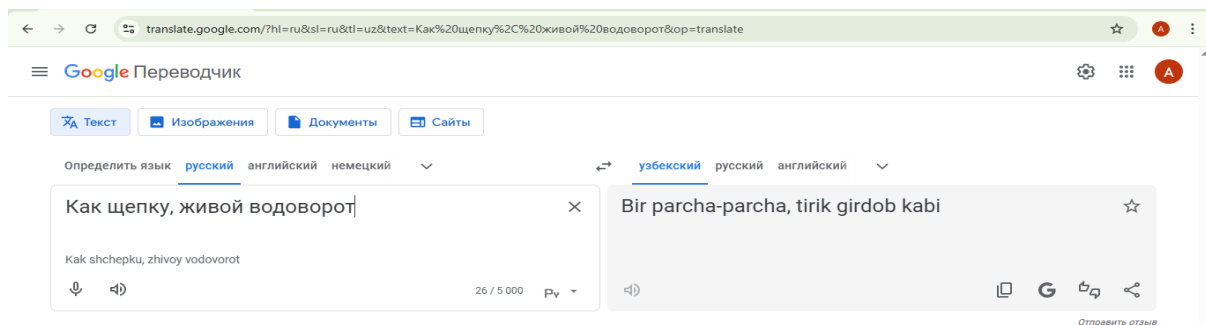 translate.google.com/?hl=ru&sl=ru&tl=uz&text=Как%20щепку%2C%20живой%20водоворот&op=translate
A
Google Переводчик
A
Текст
Изображения
Документы
Сайты
Определить язык русский английский немецкий
узбекский русский английский
Как щепку, живой водоворот
Bir parcha-parcha, tirik girdob kabi
Kak shchepku, zhivoy vodovorot
26 / 5 000
Ру
G
Отправить отзыв